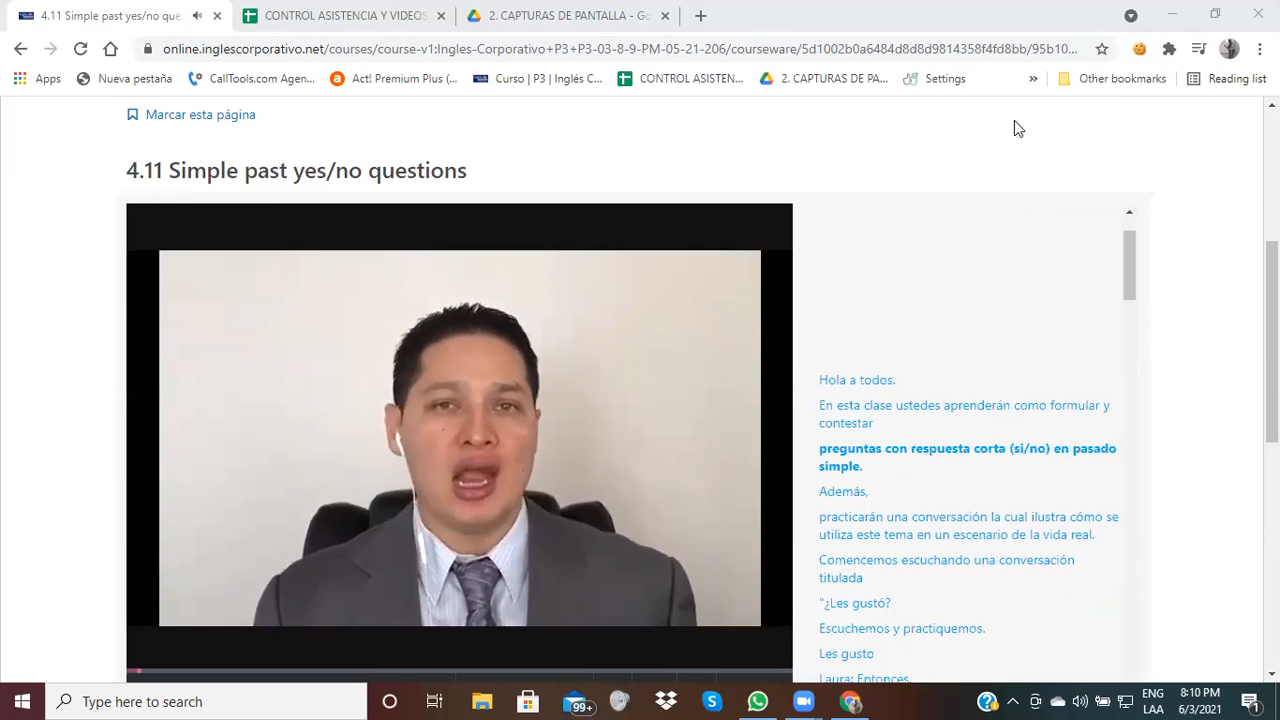 4.11 Simple past yes/no que
CONTROL ASISTENCIA Y VIDEOS
2. CAPTURAS DE PANTALLA - Go
online.inglescorporativo.net/courses/course-v1:Ingles-Corporativo+P3+P3-03-8-9-PM-05-21-206/courseware/5d1002b0a6484d8d8d9814358f4fd8bb/95b10...
Apps
Nueva pestaña
CallTools.com Agen...
Act! Premium Plus (...
Curso | P3 | Inglés C...
CONTROL ASISTEN...
2. CAPTURAS DE PA...
Settings
»
Other bookmarks
Reading list
Marcar esta página
4.11 Simple past yes/no questions
Hola a todos.
En esta clase ustedes aprenderán como formular y
contestar
preguntas con respuesta corta (si/no) en pasado
simple.
Además,
practicarán una conversación la cual ilustra cómo se
utiliza este tema en un escenario de la vida real.
Comencemos escuchando una conversación
titulada
"¿Les gustó?
Escuchemos y practiquemos.
Les gusto
Laura: Entonces,
Type here to search
99+
ENG
LAA
8:10 PM
6/3/2021
1